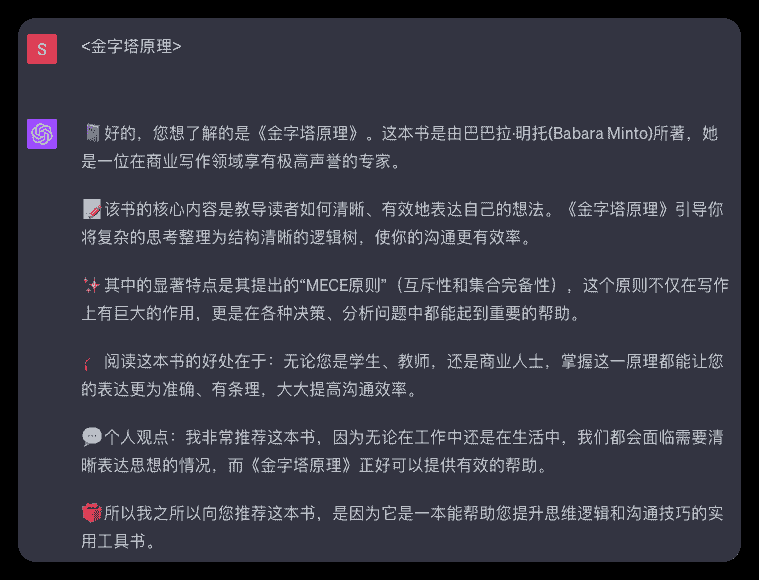 S
<金字塔原理>
好的，您想了解的是《金字塔原理》。这本书是由巴巴拉·明托(Babara Minto)所著，她
是一位在商业写作领域享有极高声誉的专家。
该书的核心内容是教导读者如何清晰、有效地表达自己的想法。《金字塔原理》引导你
将复杂的思考整理为结构清晰的逻辑树，使你的沟通更有效率。
其中的显著特点是其提出的“MECE原则”（互斥性和集合完备性），这个原则不仅在写作
上有巨大的作用，更是在各种决策、分析问题中都能起到重要的帮助。
阅读这本书的好处在于：无论您是学生、教师，还是商业人士，掌握这一原理都能让您
的表达更为准确、有条理，大大提高沟通效率。
个人观点：我非常推荐这本书，因为无论在工作中还是在生活中，我们都会面临需要清
晰表达思想的情况，而《金字塔原理》正好可以提供有效的帮助。
所以我之所以向您推荐这本书，是因为它是一本能帮助您提升思维逻辑和沟通技巧的实
用工具书。